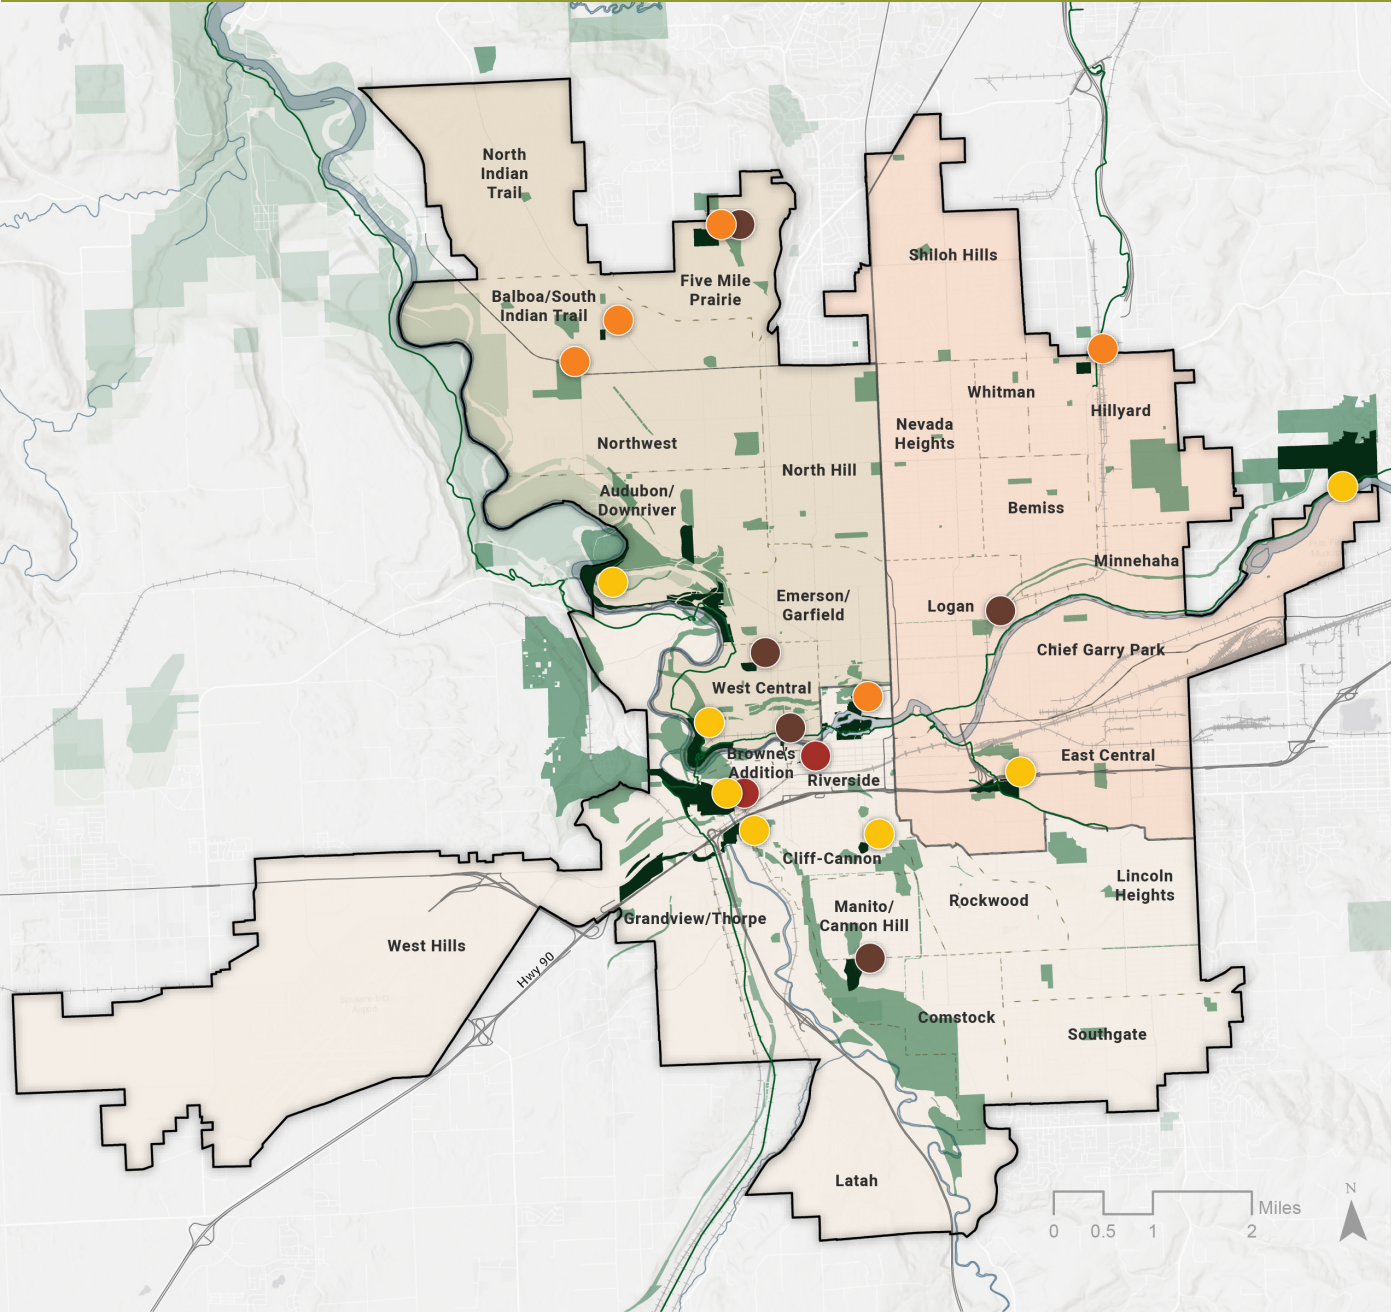 North
Indian
Trail
Shiloh Hills
Five Mile
Prairie
Balboa/South
Indian Trail
Whitman
Hillyard
Nevada
Heights
Northwest
North Hill
Audubon/
Downriver
Bemiss
Minnehaha
Emerson/
Garfield
Logan
Chief Garry Park
West Central
Browne's
Addition
Riverside
East Central
Cliff-Cannon
Lincoln
Heights
Rockwood
Manito/
Cannon Hill
Grandview/Thorpe
West Hills
Hwy 90
Comstock
Southgate
Latah
N
Miles
0 0.5 1 2